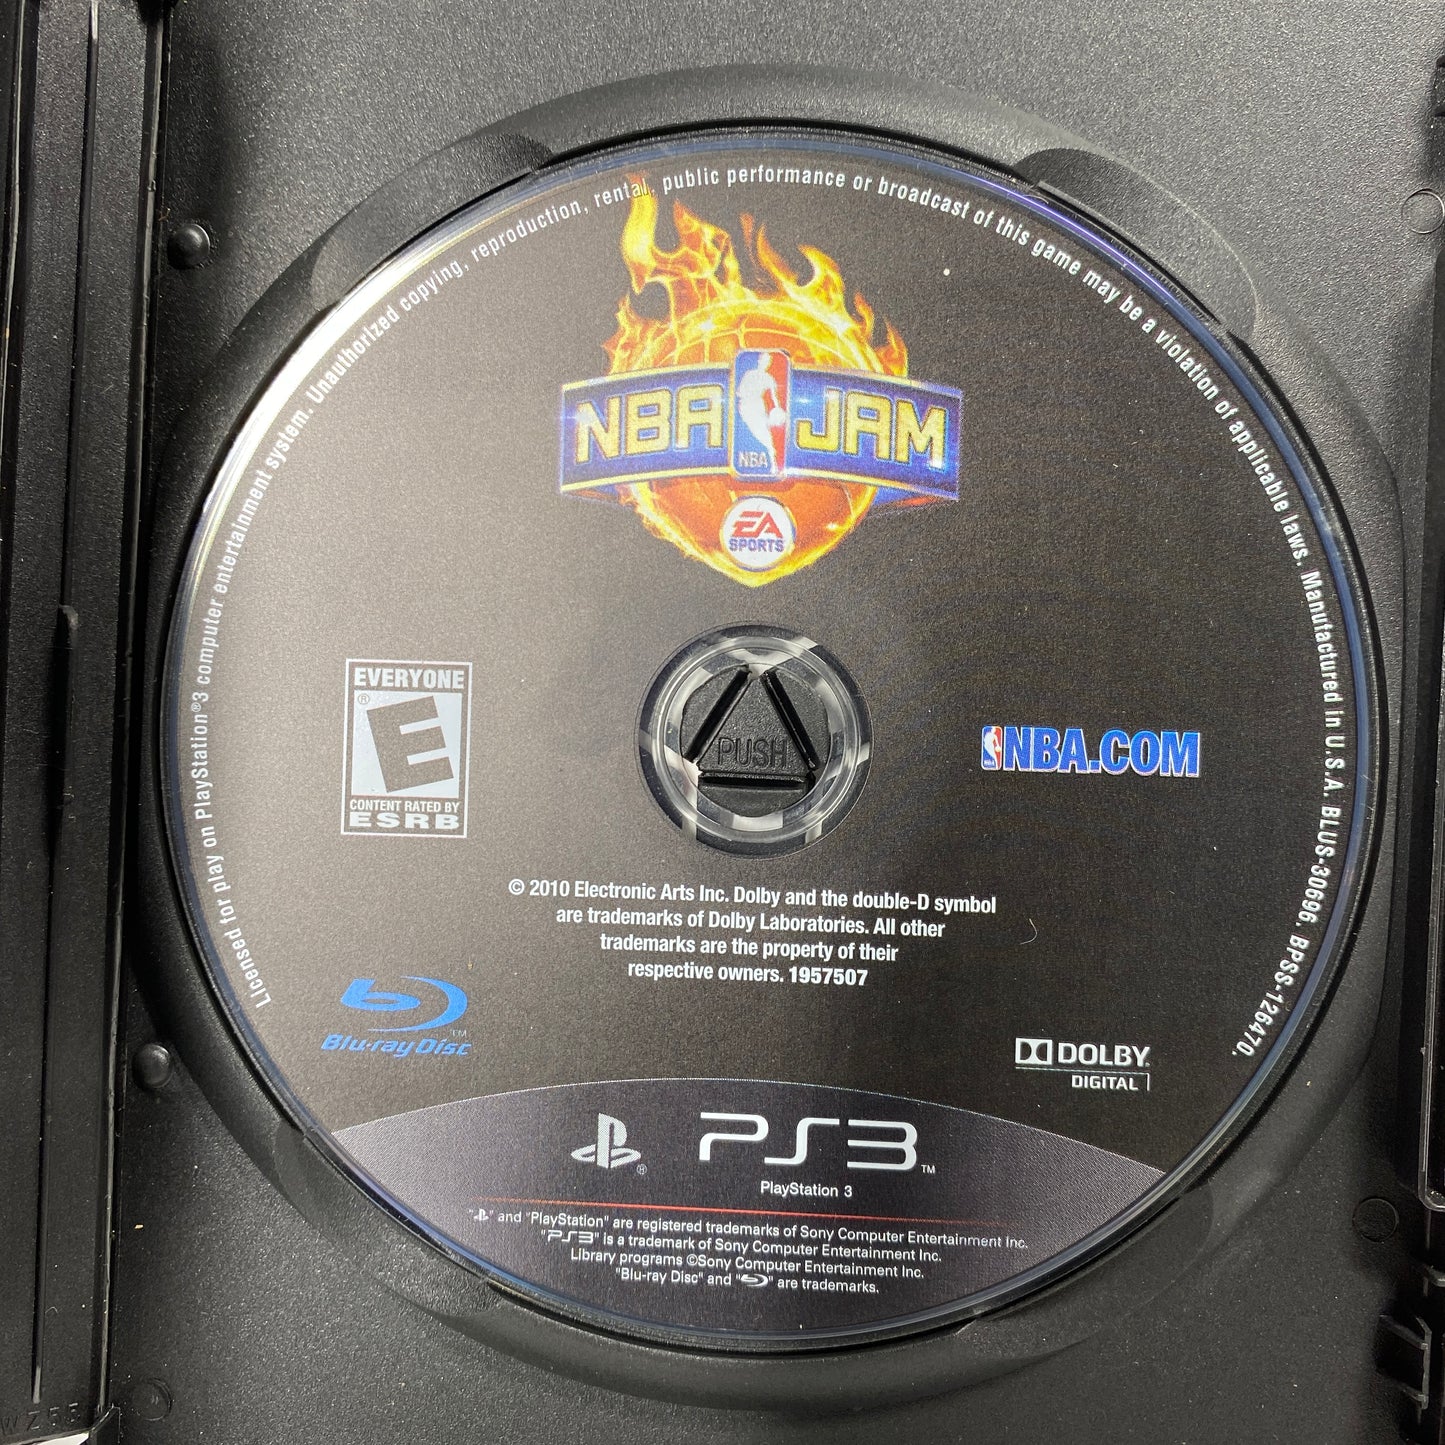 Licensed for play on PlayStation®3 computer entertainment system. Unauthorized copying, reproduction, rental, public performance or broadcast of this game may be a violation of applicable laws. Manufactured in U.S.A. BLUS-30696. BPSS-126470.
NBA JAM
NBA
EA
SPORTS
EVERYONE
E
®
CONTENT RATED BY
ESRB
PUSH
NBA
NBA.COM
© 2010 Electronic Arts Inc. Dolby and the double-D symbol
are trademarks of Dolby Laboratories. All other
trademarks are the property of their
respective owners. 1957507
Blu-ray Disc™
DOLBY
DIGITAL
® PS3™
PlayStation 3
"" and "PlayStation" are registered trademarks of Sony Computer Entertainment Inc.
"PS3" is a trademark of Sony Computer Entertainment Inc.
Library programs ©Sony Computer Entertainment Inc.
"Blu-ray Disc" and "" are trademarks.